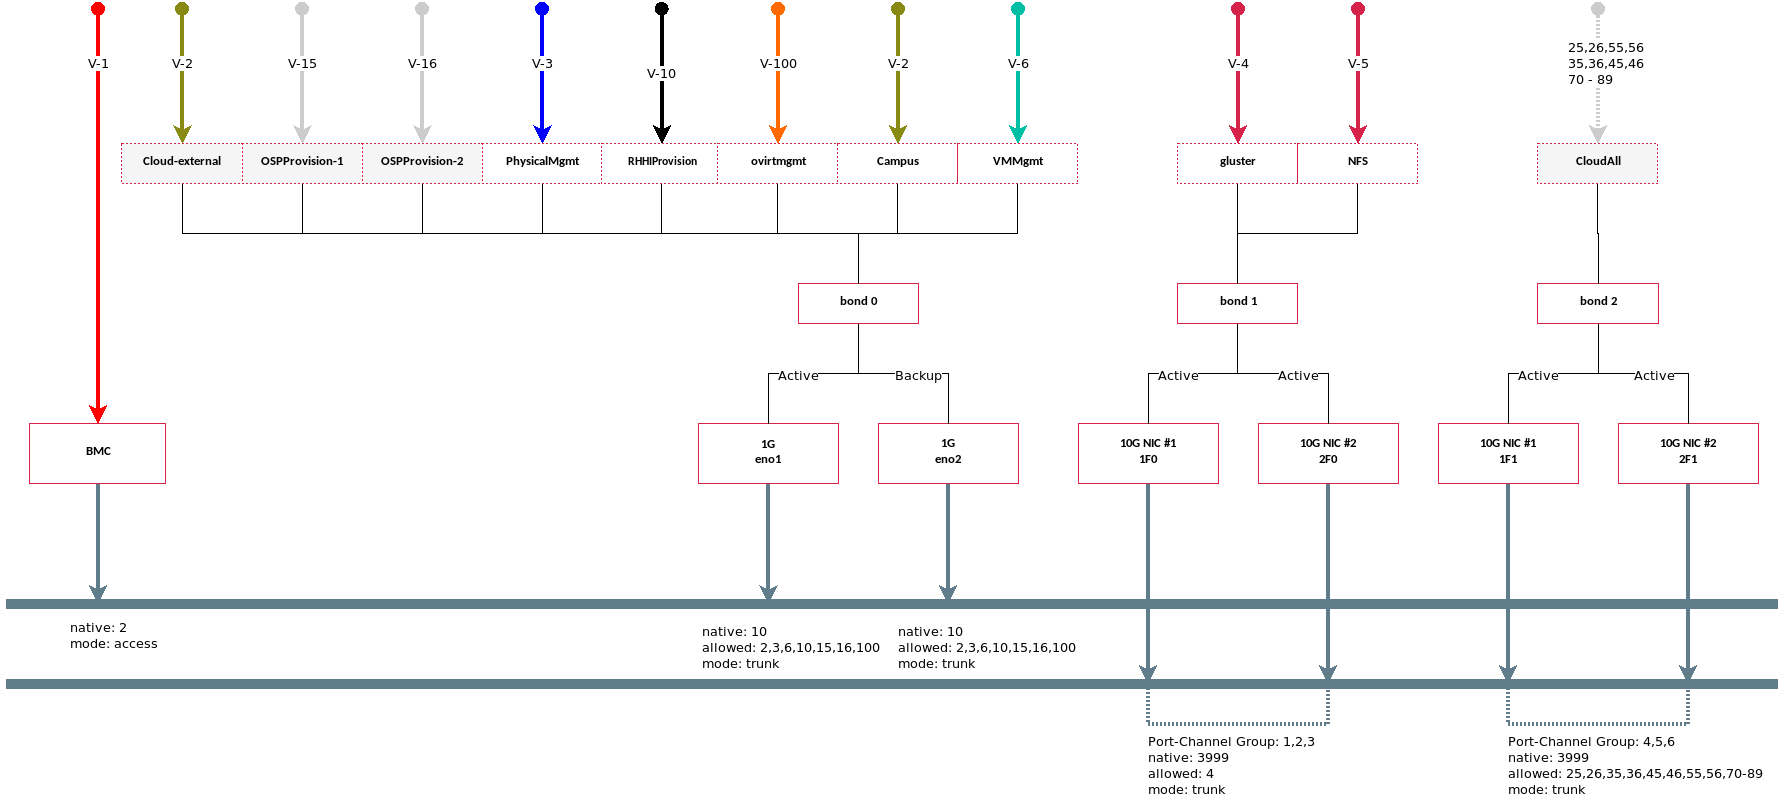 V-1
V-2
V-15
V-16
V-3
V-10
V-100
V-2
V-6
V-4
V-5
25,26,55,56
35,36,45,46
70 - 89
Cloud-external
OSPProvision-1
OSPProvision-2
PhysicalMgmt
RHHIProvision
ovirtmgmt
Campus
VMMgmt
gluster
NFS
CloudAll
bond 0
bond 1
bond 2
Active
Backup
Active
Active
Active
Active
BMC
1G
eno1
1G
eno2
10G NIC #1
1F0
10G NIC #2
2F0
10G NIC #1
1F1
10G NIC #2
2F1
native: 2
mode: access
native: 10
allowed: 2,3,6,10,15,16,100
mode: trunk
native: 10
allowed: 2,3,6,10,15,16,100
mode: trunk
Port-Channel Group: 1,2,3
native: 3999
allowed: 4
mode: trunk
Port-Channel Group: 4,5,6
native: 3999
allowed: 25,26,35,36,45,46,55,56,70-89
mode: trunk